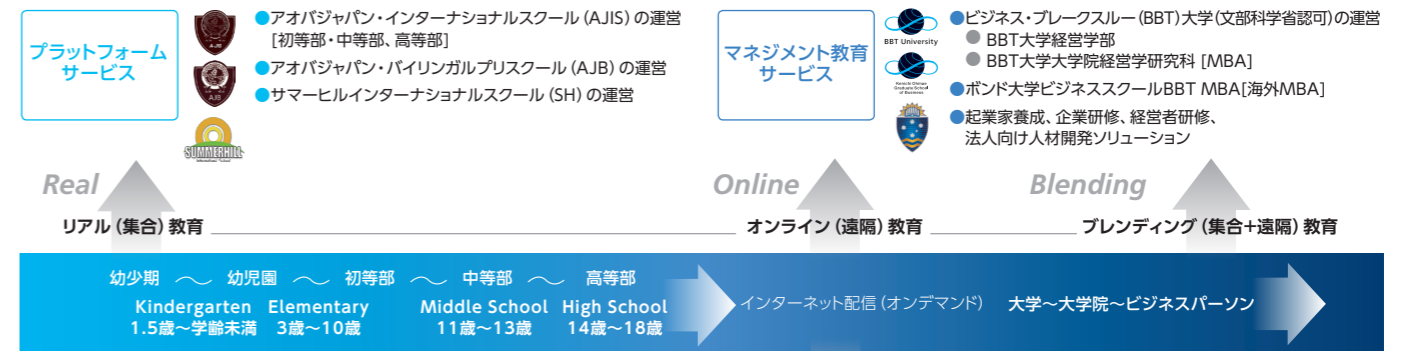 プラットフォーム
サービス
AJIS
AJB
SUMMERHILL
●アオバジャパン・インターナショナルスクール(AJIS)の運営
[初等部・中等部、高等部]
●アオバジャパン・バイリンガルプリスクール(AJB)の運営
●サマーヒルインターナショナルスクール(SH)の運営
マネジメント教育
サービス
BBT University
Kenichi Ohmae
Graduate School
of Business
●ビジネス・ブレークスルー(BBT)大学(文部科学省認可)の運営
● BBT大学経営学部
● BBT大学大学院経営学研究科 [MBA]
●ボンド大学ビジネススクールBBT MBA[海外MBA]
●起業家養成、企業研修、経営者研修、
法人向け人材開発ソリューション
Real
Online
Blending
リアル(集合)教育
オンライン(遠隔)教育
ブレンディング(集合+遠隔)教育
幼少期 〜 幼児園 〜 初等部 〜 中等部 〜 高等部
Kindergarten Elementary Middle School High School
1.5歳〜学齢未満 3歳〜10歳 11歳〜13歳 14歳〜18歳
インターネット配信(オンデマンド)
大学〜大学院〜ビジネスパーソン